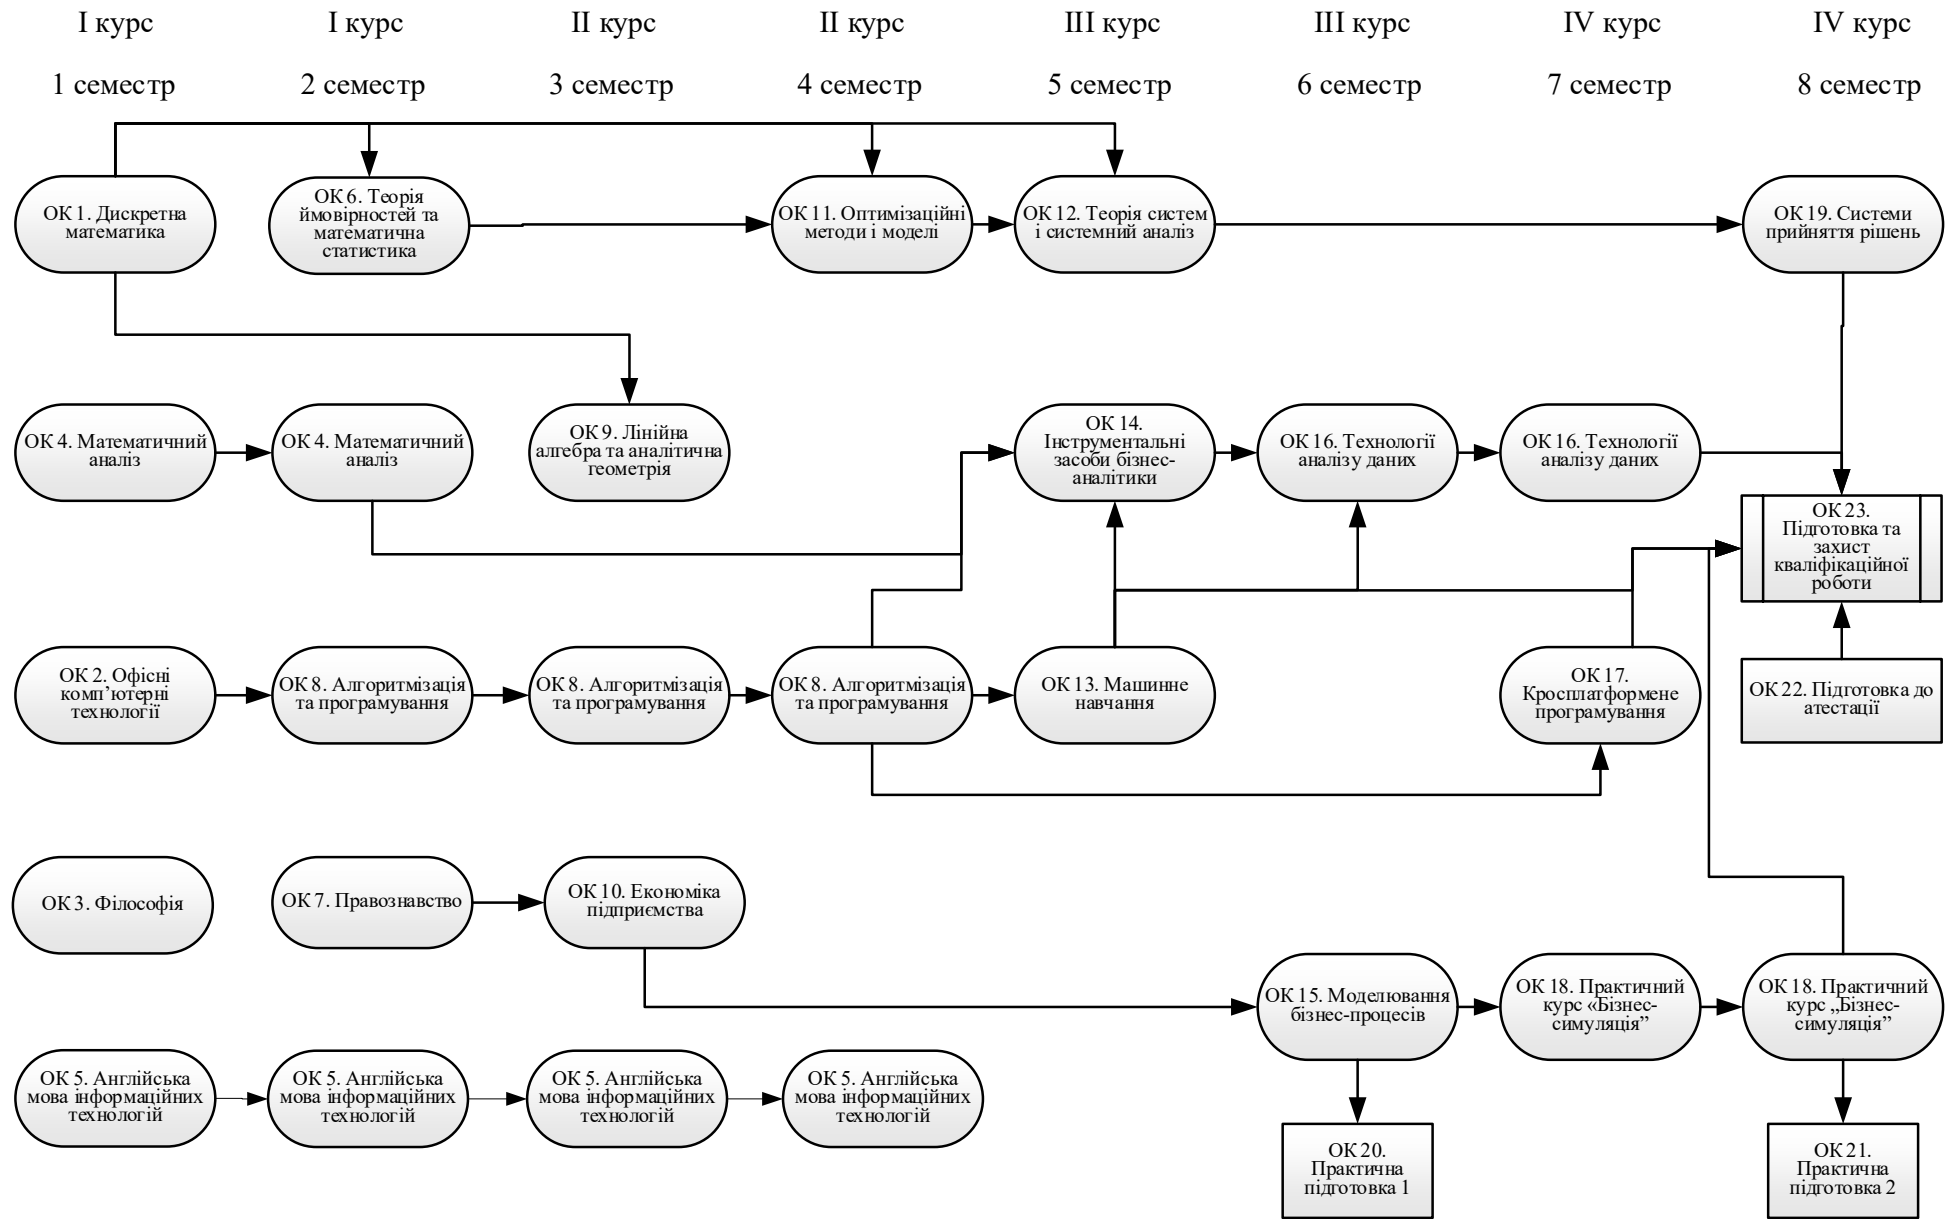 I курс
I курс
II курс
II курс
III курс
III курс
IV курс
IV курс
1 семестр
2 семестр
3 семестр
4 семестр
5 семестр
6 семестр
7 семестр
8 семестр
ОК 1. Дискретна
математика
ОК 6. Теорія
ймовірностей та
математична
статистика
ОК 11. Оптимізаційні
методи і моделі
ОК 12. Теорія систем
і системний аналіз
ОК 19. Системи
прийняття рішень
ОК 4. Математичний
аналіз
ОК 4. Математичний
аналіз
ОК 9. Лінійна
алгебра та аналітична
геометрія
ОК 14.
Інструментальні
засоби бізнес-
аналітики
ОК 16. Технології
аналізу даних
ОК 16. Технології
аналізу даних
ОК 23.
Підготовка та
захист
кваліфікаційної
роботи
ОК 2. Офісні
комп’ютерні
технології
ОК 8. Алгоритмізація
та програмування
ОК 8. Алгоритмізація
та програмування
ОК 8. Алгоритмізація
та програмування
ОК 13. Машинне
навчання
ОК 17.
Кросплатформене
програмування
ОК 22. Підготовка до
атестації
ОК 3. Філософія
ОК 7. Правознавство
ОК 10. Економіка
підприємства
ОК 15. Моделювання
бізнес-процесів
ОК 18. Практичний
курс «Бізнес-
симуляція”
ОК 18. Практичний
курс „Бізнес-
симуляція”
ОК 5. Англійська
мова інформаційних
технологій
ОК 5. Англійська
мова інформаційних
технологій
ОК 5. Англійська
мова інформаційних
технологій
ОК 5. Англійська
мова інформаційних
технологій
ОК 20.
Практична
підготовка 1
ОК 21.
Практична
підготовка 2